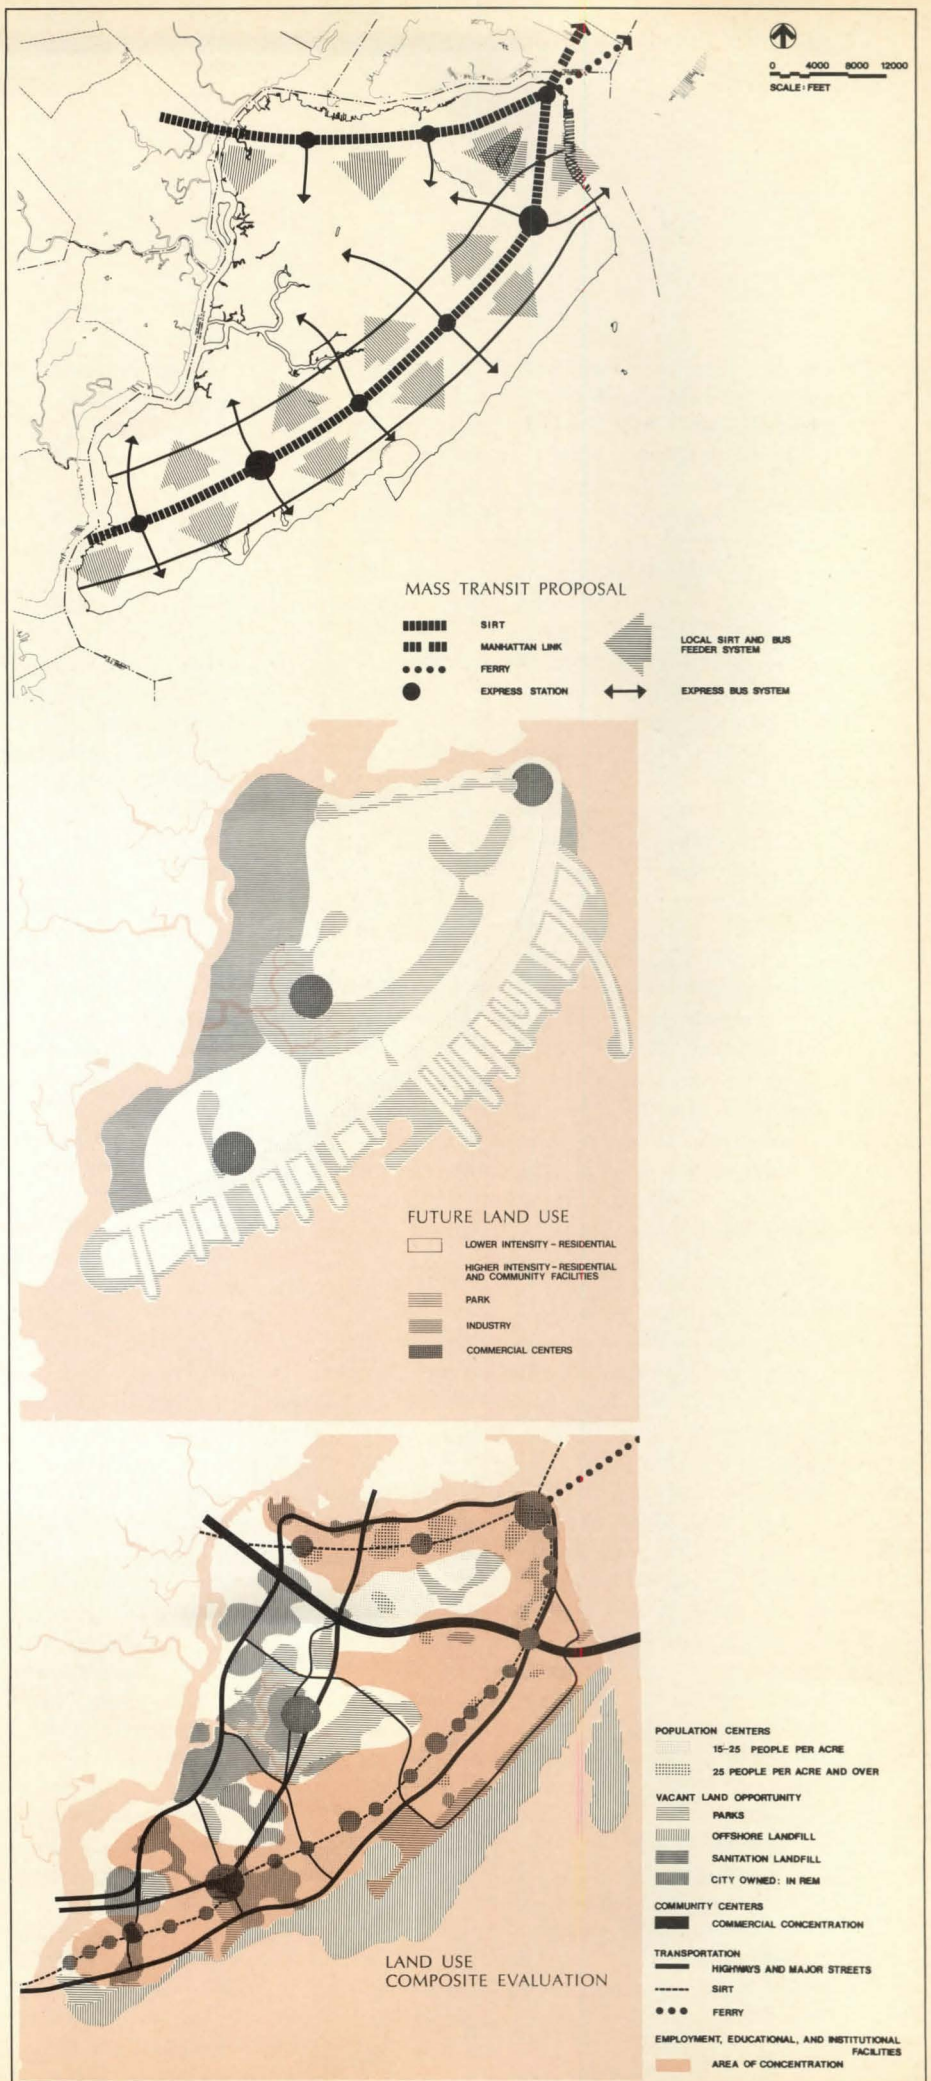 0 4000 8000 12000
SCALE: FEET
MASS TRANSIT PROPOSAL
SIRT
MANHATTAN LINK
FERRY
EXPRESS STATION
LOCAL SIRT AND BUS
FEEDER SYSTEM
EXPRESS BUS SYSTEM
FUTURE LAND USE
LOWER INTENSITY - RESIDENTIAL
HIGHER INTENSITY - RESIDENTIAL
AND COMMUNITY FACILITIES
PARK
INDUSTRY
COMMERCIAL CENTERS
LAND USE
COMPOSITE EVALUATION
POPULATION CENTERS
15-25 PEOPLE PER ACRE
25 PEOPLE PER ACRE AND OVER
VACANT LAND OPPORTUNITY
PARKS
OFFSHORE LANDFILL
SANITATION LANDFILL
CITY OWNED: IN REM
COMMUNITY CENTERS
COMMERCIAL CONCENTRATION
TRANSPORTATION
HIGHWAYS AND MAJOR STREETS
SIRT
FERRY
EMPLOYMENT, EDUCATIONAL, AND INSTITUTIONAL
FACILITIES
AREA OF CONCENTRATION